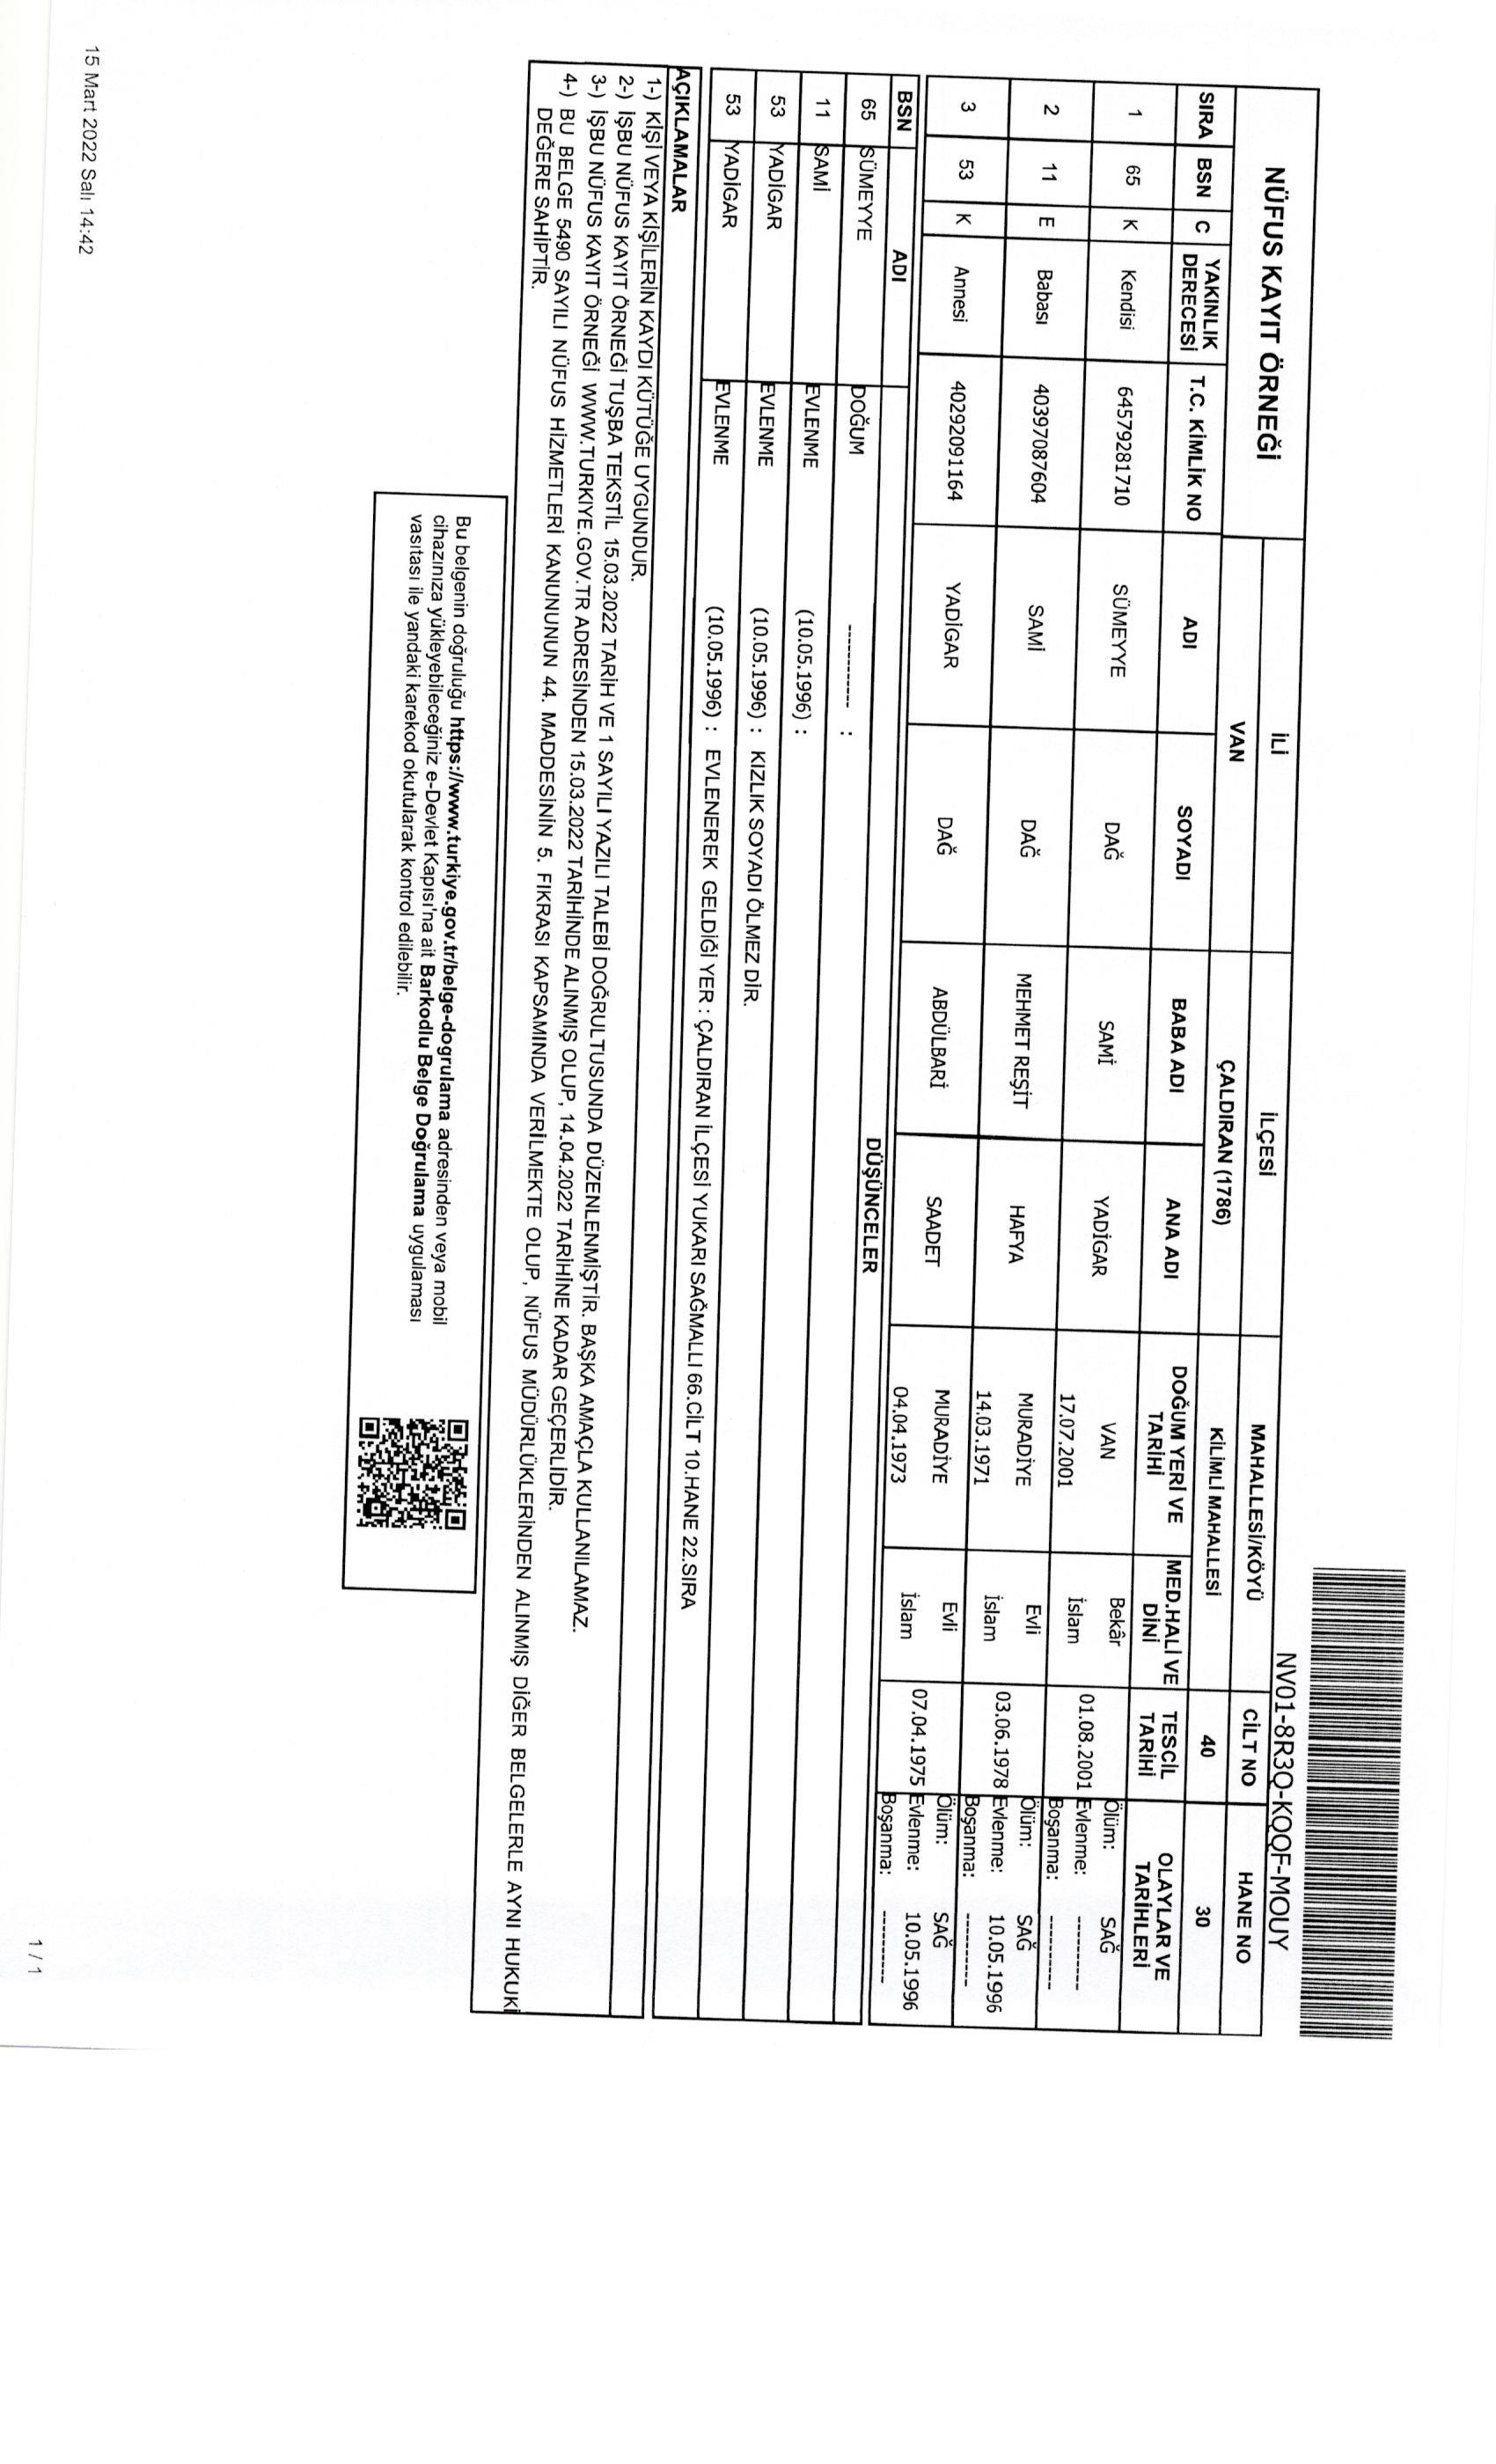 NV01-8R3Q-KQQF-MOUY
NÜFUS KAYIT ÖRNEĞİ
İLİ İLÇESİ MAHALLESİ/KÖYÜ CİLT NO HANE NO
VAN ÇALDIRAN (1786) KİLİMLİ MAHALLESİ 40 30
SIRA BSN C YAKINLIK DERECESİ T.C. KİMLİK NO ADI SOYADI BABA ADI ANA ADI DOĞUM YERİ VE TARİHİ MED.HALİ VE DİNİ TESCİL TARİHİ OLAYLAR VE TARİHLERİ
1 65 K Kendisi 64579281710 SÜMEYYE DAĞ SAMİ YADİGAR VAN 17.07.2001 Bekâr İslam 01.08.2001 Ölüm: SAĞ Evlenme: ---------- Boşanma: ----------
2 11 E Babası 40397087604 SAMİ DAĞ MEHMET REŞİT HAFYA MURADİYE 14.03.1971 Evli İslam 03.06.1978 Ölüm: SAĞ Evlenme: 10.05.1996 Boşanma: ----------
3 53 K Annesi 40292091164 YADİGAR DAĞ ABDÜLBARİ SAADET MURADİYE 04.04.1973 Evli İslam 07.04.1975 Ölüm: SAĞ Evlenme: 10.05.1996 Boşanma: ----------
BSN ADI DÜŞÜNCELER
65 SÜMEYYE DOĞUM ----------- :
11 SAMİ EVLENME (10.05.1996) :
53 YADİGAR EVLENME (10.05.1996) : KIZLIK SOYADI ÖLMEZ DİR.
53 YADİGAR EVLENME (10.05.1996) : EVLENEREK GELDİĞİ YER : ÇALDIRAN İLÇESİ YUKARI SAĞMALLI 66.CİLT 10.HANE 22.SIRA
AÇIKLAMALAR
1-) KİŞİ VEYA KİŞİLERİN KAYDI KÜTÜĞE UYGUNDUR.
2-) İŞBU NÜFUS KAYIT ÖRNEĞİ TUŞBA TEKSTİL 15.03.2022 TARİH VE 1 SAYILI YAZILI TALEBİ DOĞRULTUSUNDA DÜZENLENMİŞTİR. BAŞKA AMAÇLA KULLANILAMAZ.
3-) İŞBU NÜFUS KAYIT ÖRNEĞİ WWW.TURKIYE.GOV.TR ADRESİNDEN 15.03.2022 TARİHİNDE ALINMIŞ OLUP, 14.04.2022 TARİHİNE KADAR GEÇERLİDİR.
4-) BU BELGE 5490 SAYILI NÜFUS HİZMETLERİ KANUNUNUN 44. MADDESİNİN 5. FIKRASI KAPSAMINDA VERİLMEKTE OLUP, NÜFUS MÜDÜRLÜKLERİNDEN ALINMIŞ DİĞER BELGELERLE AYNI HUKUKİ
DEĞERE SAHİPTİR.
Bu belgenin doğruluğu https://www.turkiye.gov.tr/belge-dogrulama adresinden veya mobil
cihazınıza yükleyebileceğiniz e-Devlet Kapısı'na ait Barkodlu Belge Doğrulama uygulaması
vasıtası ile yandaki karekod okutularak kontrol edilebilir.
15 Mart 2022 Salı 14:42
1 / 1